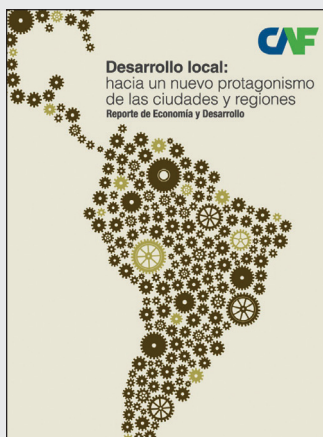 CAF
Desarrollo local:
hacia un nuevo protagonismo
de las ciudades y regiones
Reporte de Economía y Desarrollo